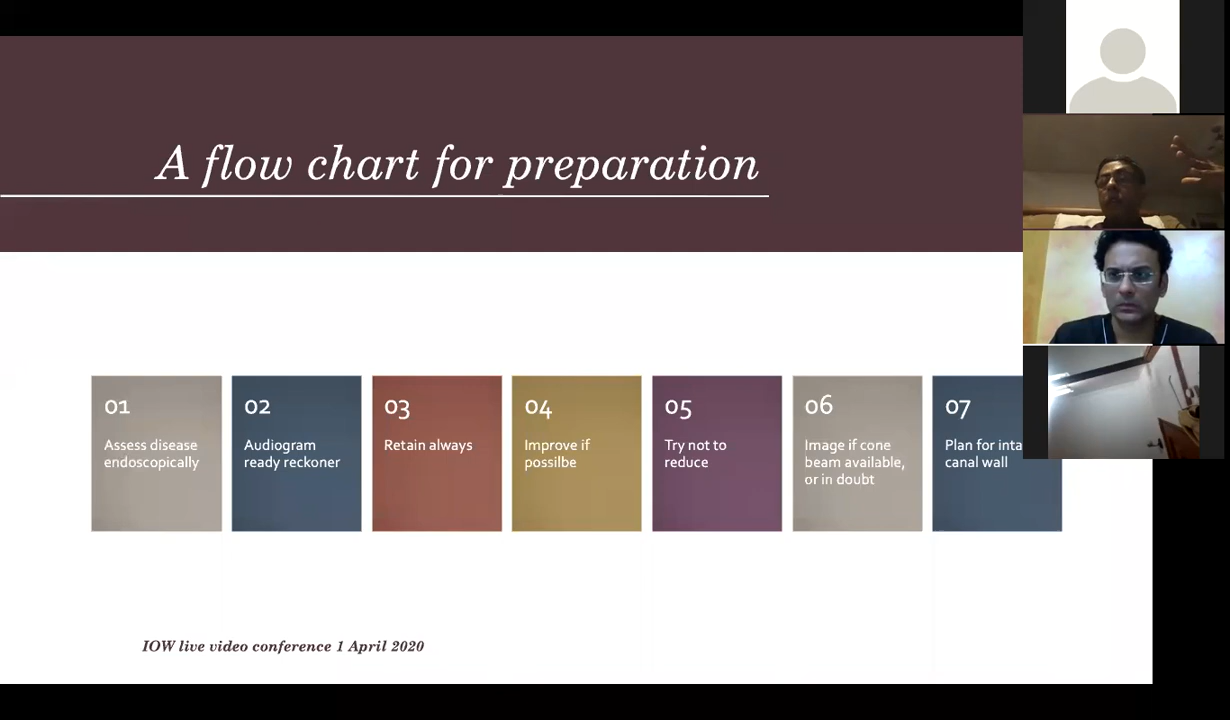 A flow chart for preparation
01
Assess disease
endoscopically
02
Audiogram
ready reckoner
03
Retain always
04
Improve if
possilbe
05
Try not to
reduce
06
Image if cone
beam available,
or in doubt
07
Plan for
canal wall
IOW live video conference 1 April 2020